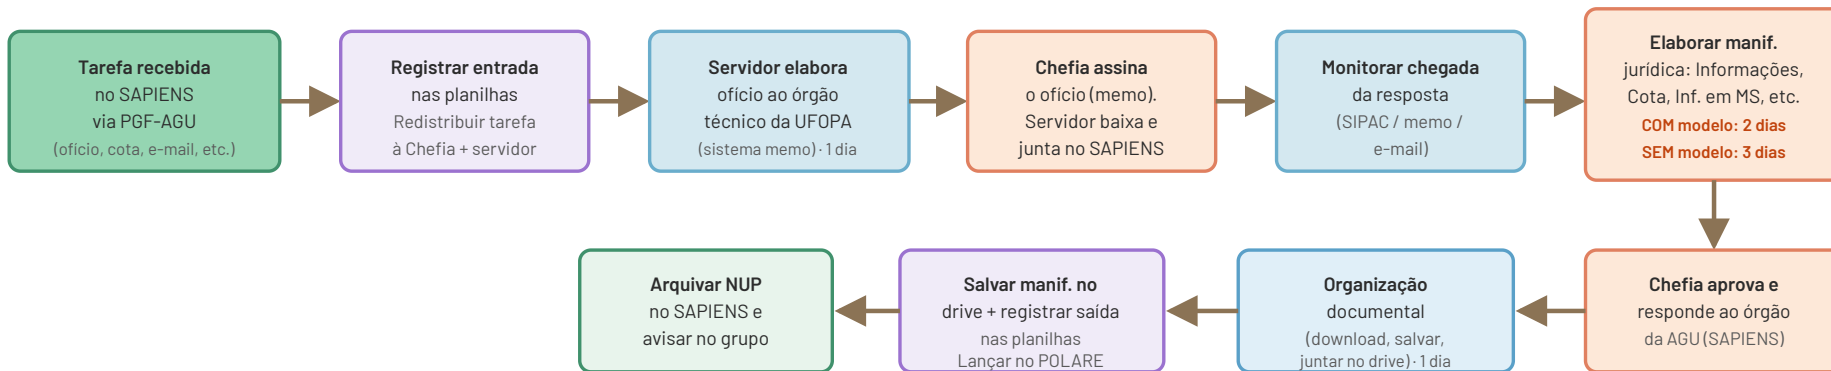 Tarefa recebida
no SAPIENS
via PGF-AGU
(ofício, cota, e-mail, etc.)
Registrar entrada
nas planilhas
Redistribuir tarefa
à Chefia + servidor
Servidor elabora
ofício ao órgão
técnico da UFOPA
(sistema memo) · 1 dia
Chefia assina
o ofício (memo).
Servidor baixa e
junta no SAPIENS
Monitorar chegada
da resposta
(SIPAC / memo /
e-mail)
Elaborar manif.
jurídica: Informações,
Cota, Inf. em MS, etc.
COM modelo: 2 dias
SEM modelo: 3 dias
Chefia aprova e
responde ao órgão
da AGU (SAPIENS)
Organização
documental
(download, salvar,
juntar no drive) · 1 dia
Salvar manif. no
drive + registrar saída
nas planilhas
Lançar no POLARE
Arquivar NUP
no SAPIENS e
avisar no grupo